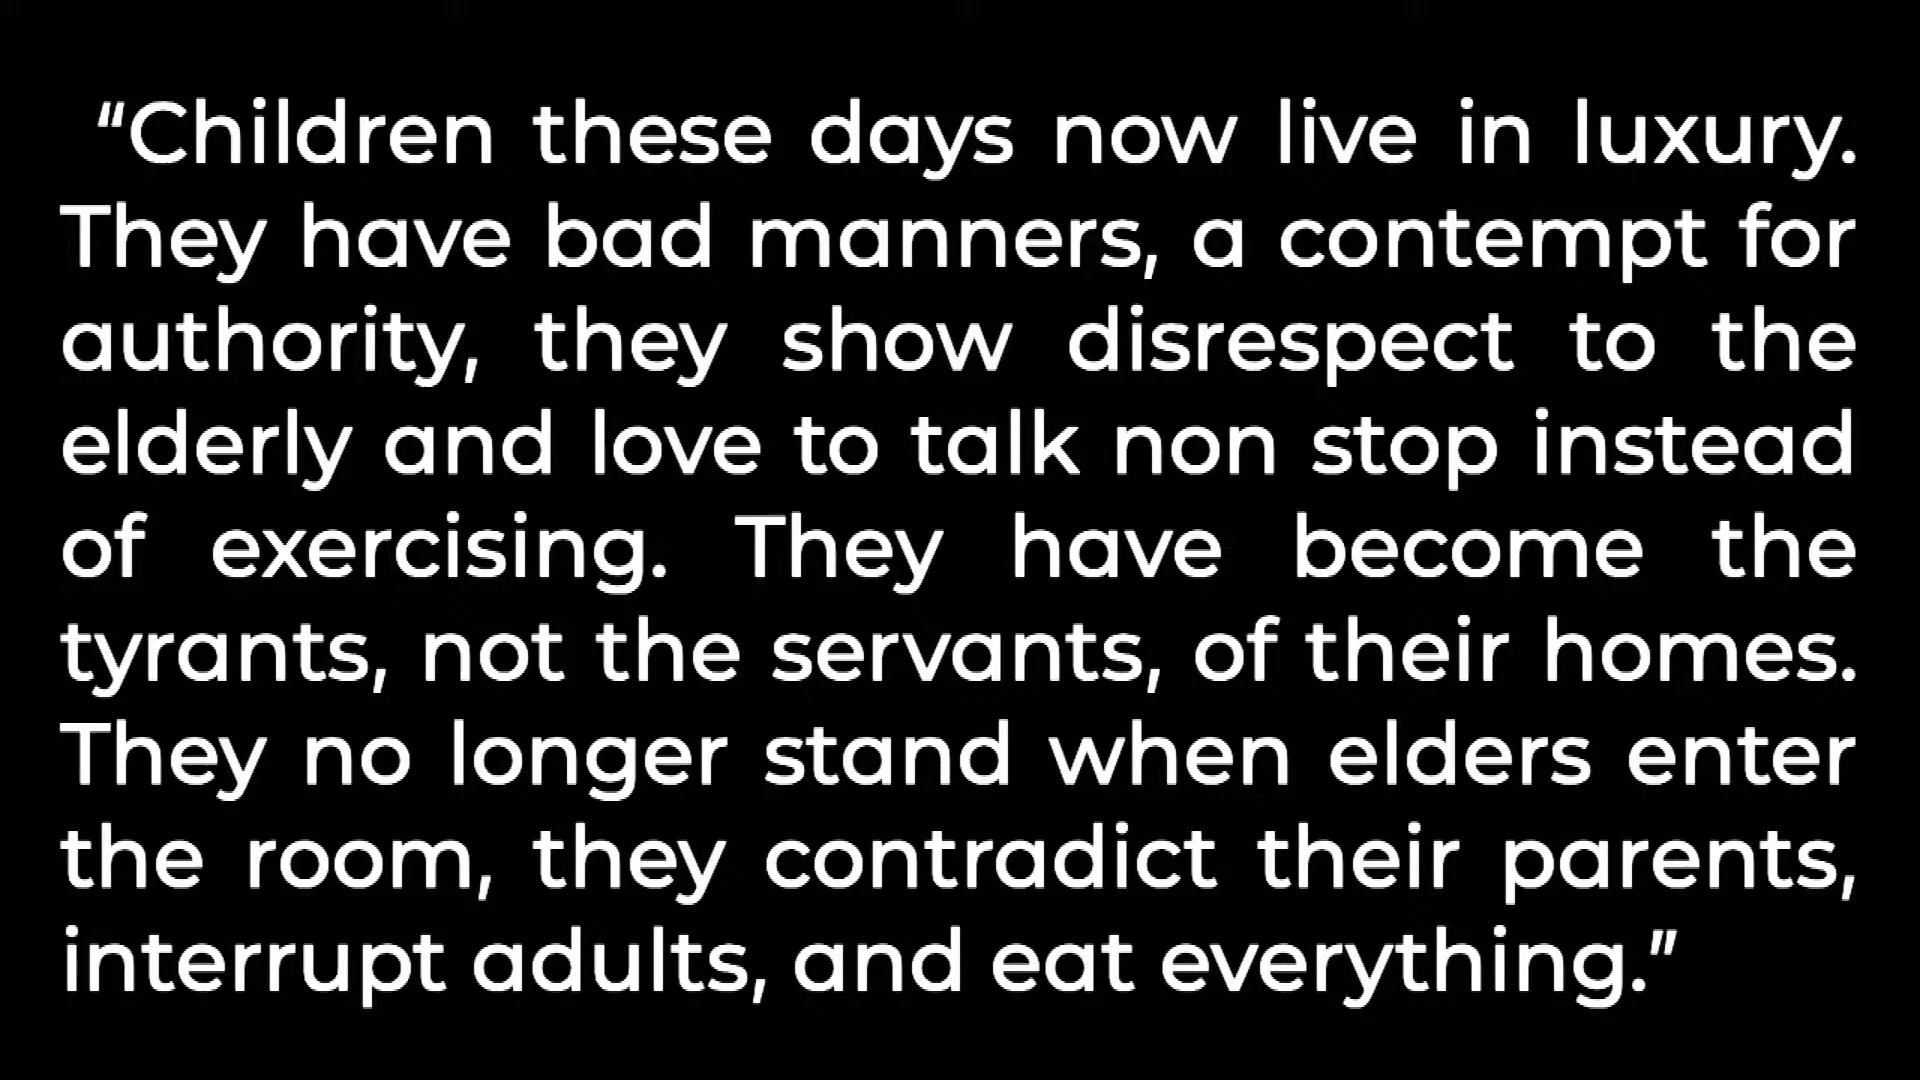 “Children these days now live in luxury.
They have bad manners, a contempt for
authority, they show disrespect to the
elderly and love to talk non stop instead
of exercising. They have become the
tyrants, not the servants, of their homes.
They no longer stand when elders enter
the room, they contradict their parents,
interrupt adults, and eat everything.”